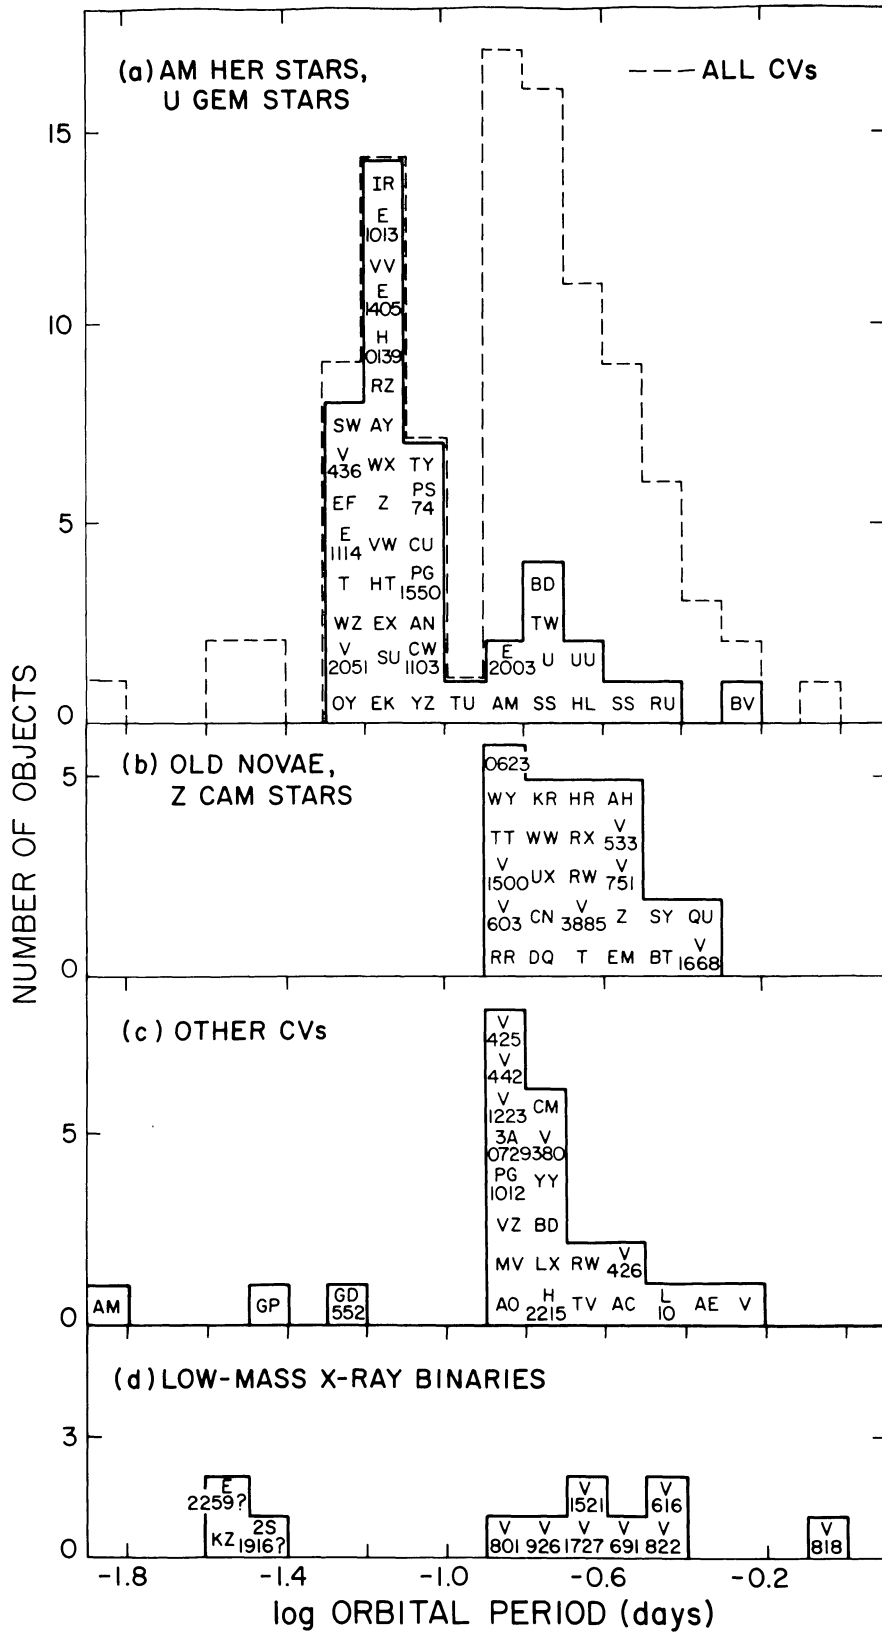 (a) AM HER STARS,
U GEM STARS
ALL CVs
15
10
5
0
IR
E
1013
VV
E
1405
H
0139
RZ
SW AY
V
436 WX TY
EF Z PS
74
E
1114 VW CU
T HT PG
1550
WZ EX AN
V
2051 SU CW
1103
OY EK YZ TU AM SS HL SS RU BV
BD
TW
E
2003 U UU
NUMBER OF OBJECTS
(b) OLD NOVAE,
Z CAM STARS
5
0
0623
WY KR HR AH
TT WW RX V
533
V
1500 UX RW V
751
V
603 CN V
3885 Z SY QU
RR DQ T EM BT V
1668
(c) OTHER CVs
5
0
V
425
V
442
V
1223 CM
3A V
0729 380
PG
1012 YY
VZ BD
MV LX RW V
426
AM GP GD
552
AO H
2215 TV AC L
10 AE V
(d) LOW-MASS X-RAY BINARIES
3
0
E
2259?
KZ 2S
1916?
V
1521
V
616
V V V V V V
801 926 1727 691 822 818
-1.8 -1.4 -1.0 -0.6 -0.2
log ORBITAL PERIOD (days)